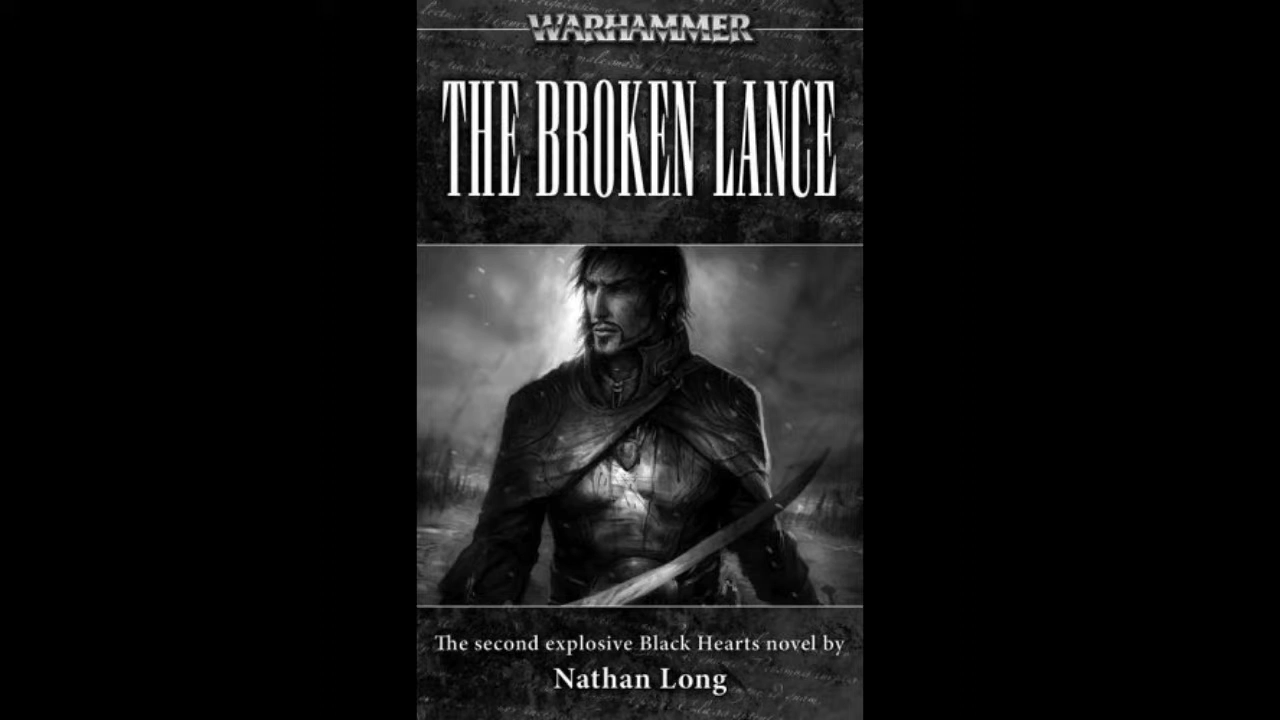 WARHAMMER
THE BROKEN LANCE
The second explosive Black Hearts novel by
Nathan Long